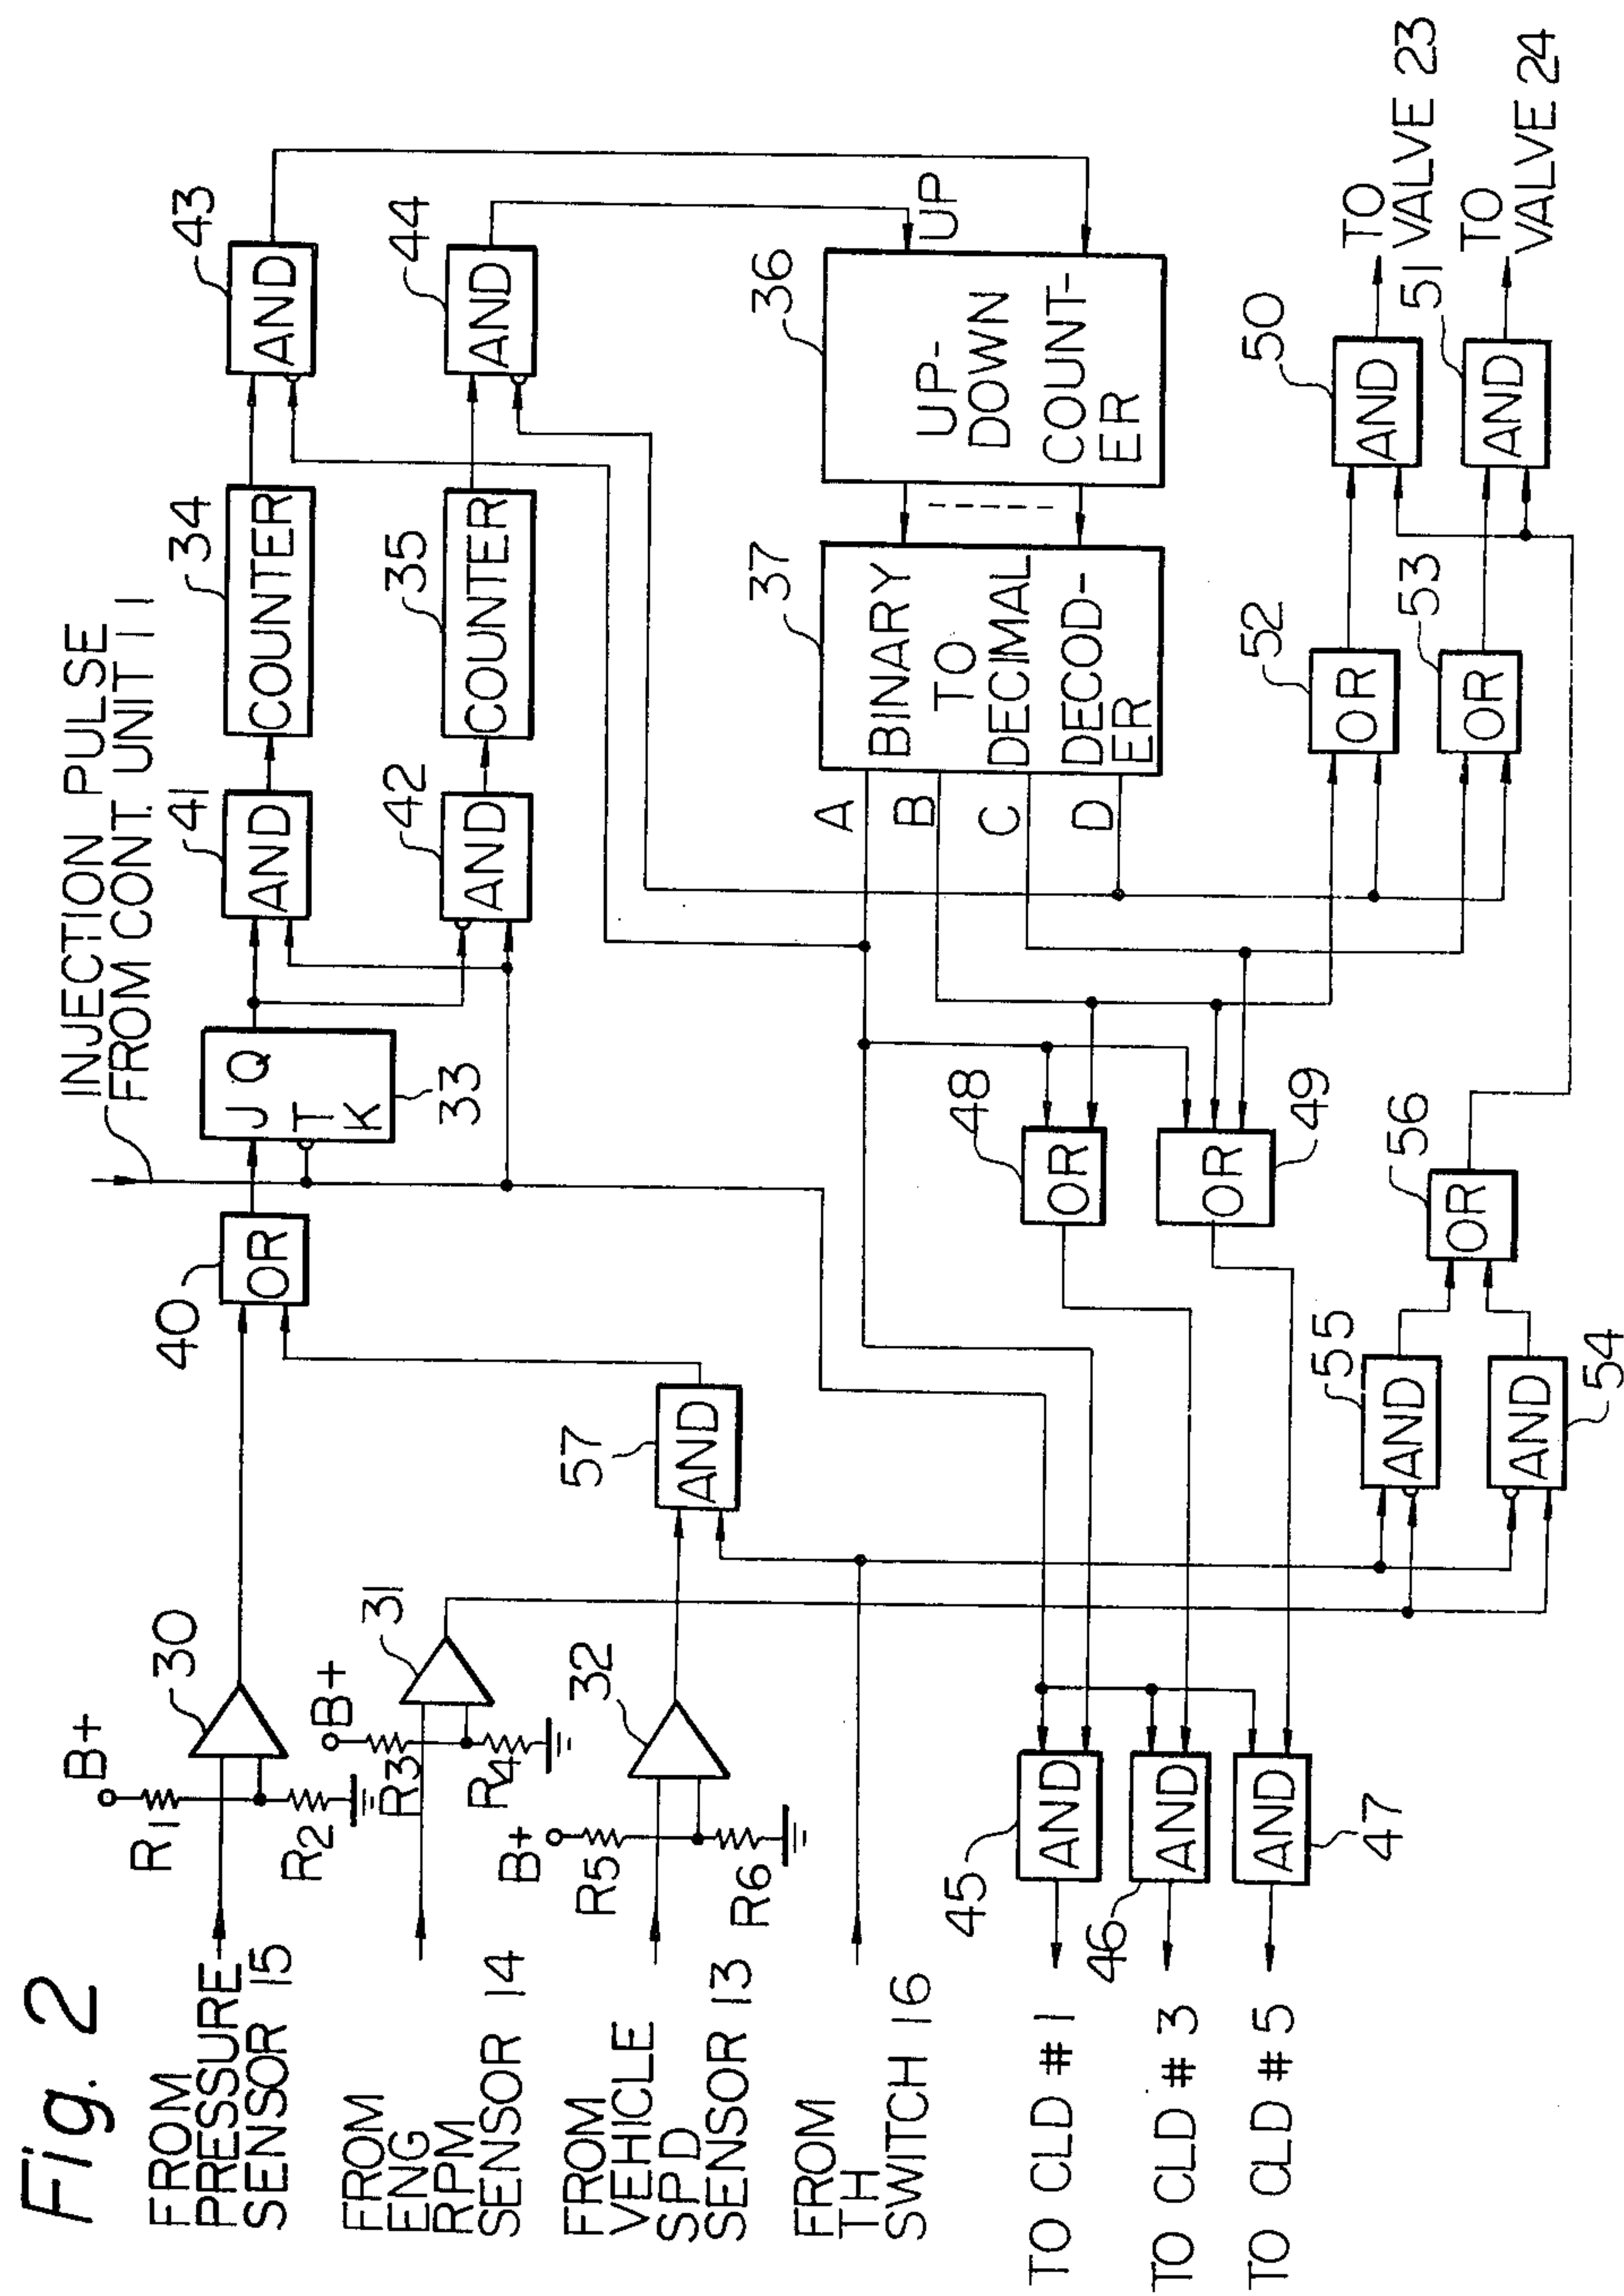 Fig. 2
FROM
PRESSURE
SENSOR 15
FROM
ENG
RPM
SENSOR 14
FROM
VEHICLE
SPD
SENSOR 13
FROM
TH
SWITCH 16
TO CLD # 1
TO CLD # 3
TO CLD # 5
B+
R1
R2
30
B+
R3
R4
31
B+
R5
R6
32
40
OR
57
AND
INJECTION PULSE
FROM CONT. UNIT 11
J Q
T
K
33
41
AND
42
AND
34
COUNTER
35
COUNTER
43
AND
44
AND
UP
36
UP-
DOWN
COUNT-
ER
37
BINARY
TO
DECIMAL
DECOD-
ER
A
B
C
D
48
OR
49
OR
45
AND
46
AND
47
AND
55
AND
54
AND
56
OR
52
OR
53
OR
50
AND
51
AND
TO
VALVE 23
TO
VALVE 24